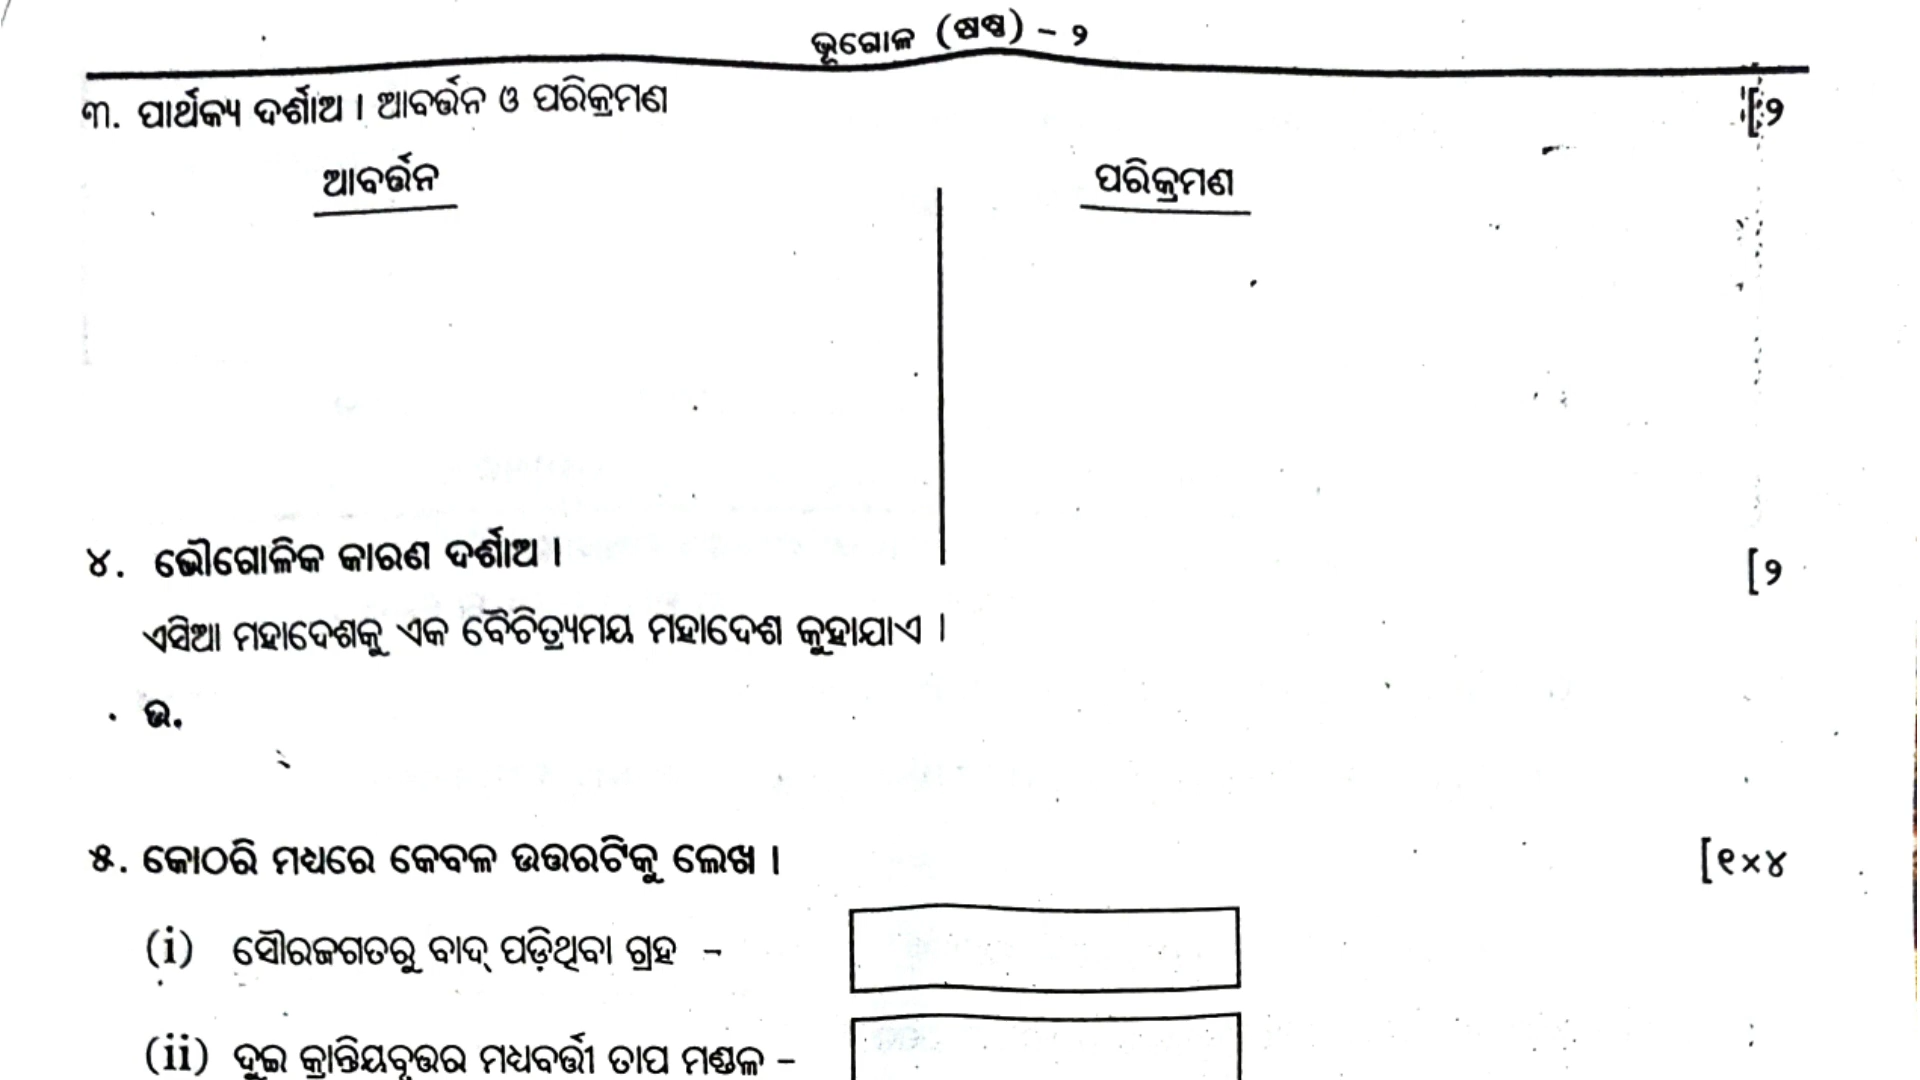 ଭୂଗୋଳ (ଷଷ୍ଠ) – ୨
୩. ପାର୍ଥକ୍ୟ ଦର୍ଶାଅ । ଆବର୍ତ୍ତନ ଓ ପରିକ୍ରମଣ [୨
ଆବର୍ତ୍ତନ ପରିକ୍ରମଣ
୪. ଭୌଗୋଳିକ କାରଣ ଦର୍ଶାଅ । [୨
ଏସିଆ ମହାଦେଶକୁ ଏକ ବୈଚିତ୍ର୍ୟମୟ ମହାଦେଶ କୁହାଯାଏ ।
ଉ.
୫. କୋଠରି ମଧ୍ୟରେ କେବଳ ଉତ୍ତରଟିକୁ ଲେଖ । [୧×୪
(i) ସୌରଜଗତରୁ ବାଦ୍ ପଡ଼ିଥିବା ଗ୍ରହ –
(ii) ଦୁଇ କ୍ରାନ୍ତିୟବୃତ୍ତର ମଧ୍ୟବର୍ତ୍ତୀ ତାପ ମଣ୍ଡଳ –